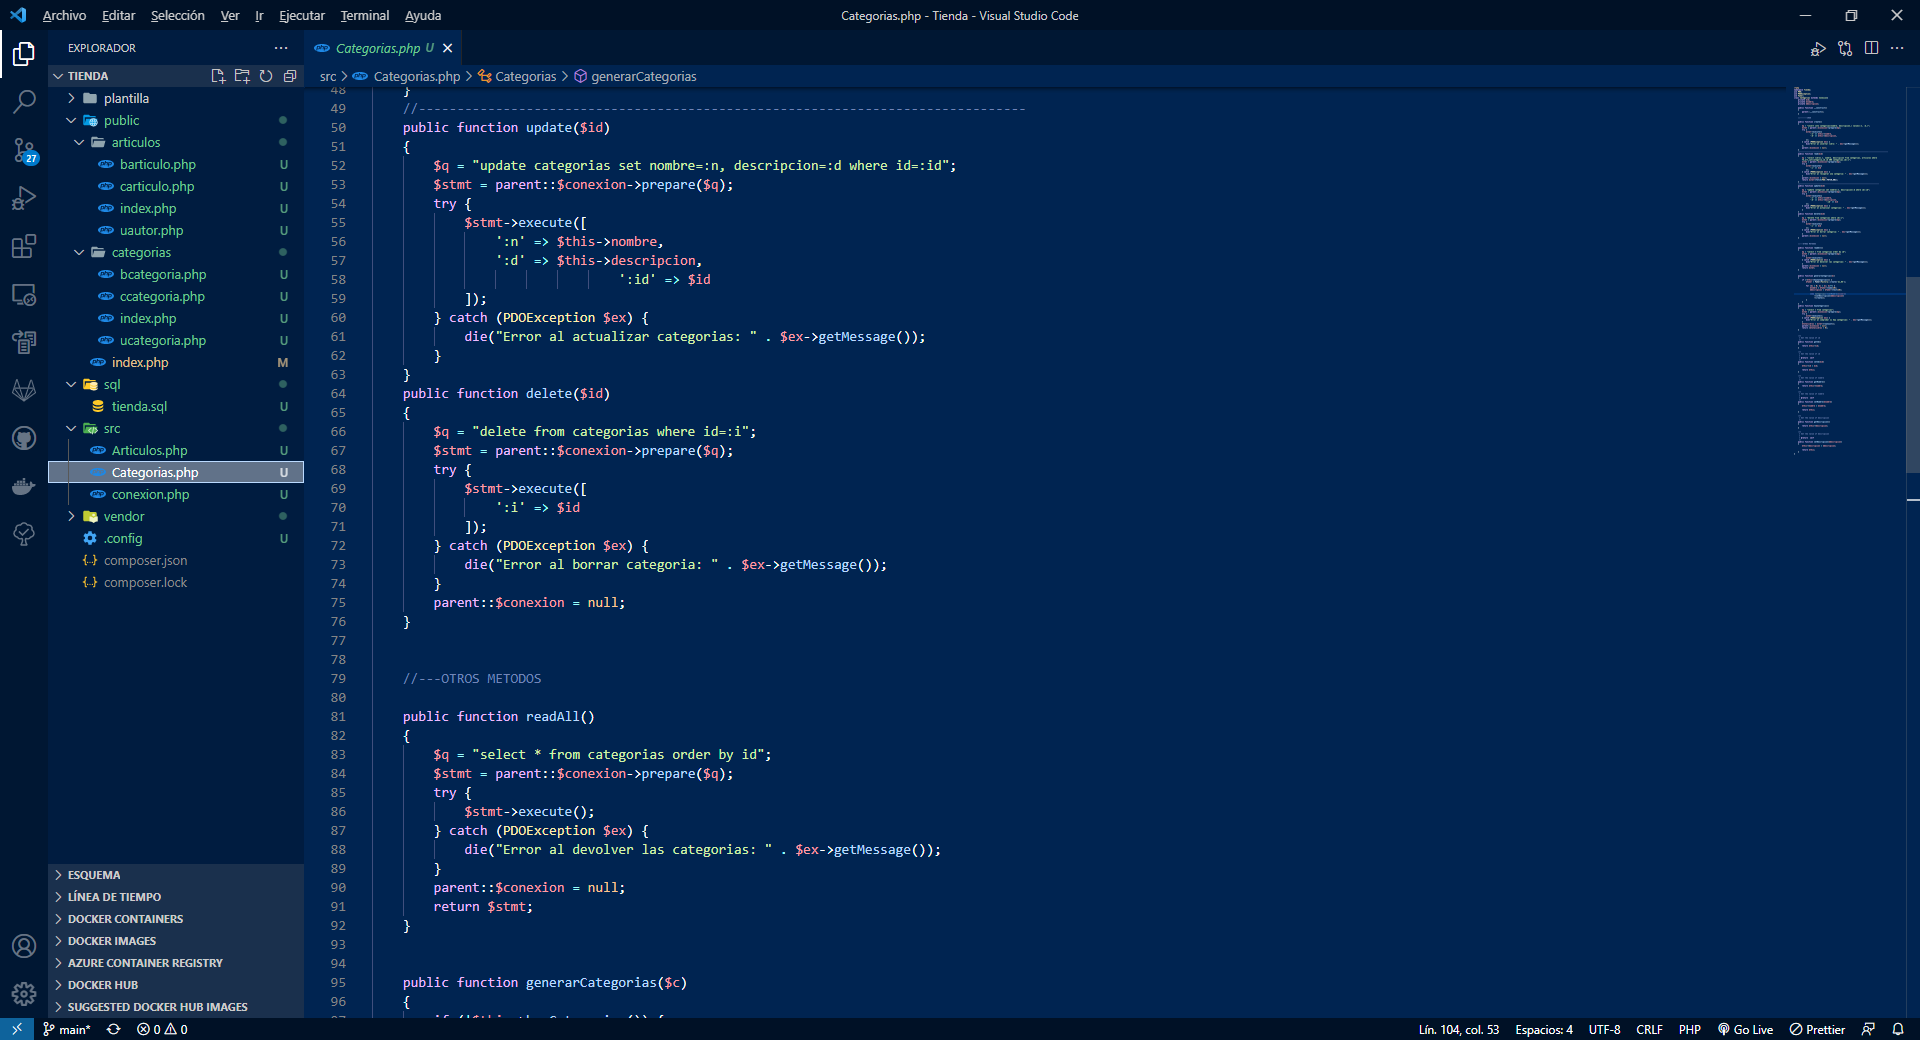 Archivo Editar Selección Ver Ir Ejecutar Terminal Ayuda
Categorias.php - Tienda - Visual Studio Code
EXPLORADOR
TIENDA
plantilla
public
articulos
barticulo.php U
carticulo.php U
index.php U
uautor.php U
categorias
bcategoria.php U
ccategoria.php U
index.php U
ucategoria.php U
index.php M
sql
tienda.sql U
src
Articulos.php U
Categorias.php U
conexion.php U
vendor
.config U
composer.json
composer.lock
ESQUEMA
LÍNEA DE TIEMPO
DOCKER CONTAINERS
DOCKER IMAGES
AZURE CONTAINER REGISTRY
DOCKER HUB
SUGGESTED DOCKER HUB IMAGES
27
Categorias.php U
src > Categorias.php > Categorias > generarCategorias
48 }
49 //-------------------------------------------------------------------------------
50 public function update($id)
51 {
52 $q = "update categorias set nombre=:n, descripcion=:d where id=:id";
53 $stmt = parent::$conexion->prepare($q);
54 try {
55 $stmt->execute([
56 ':n' => $this->nombre,
57 ':d' => $this->descripcion,
58 ':id' => $id
59 ]);
60 } catch (PDOException $ex) {
61 die("Error al actualizar categorias: " . $ex->getMessage());
62 }
63 }
64 public function delete($id)
65 {
66 $q = "delete from categorias where id=:i";
67 $stmt = parent::$conexion->prepare($q);
68 try {
69 $stmt->execute([
70 ':i' => $id
71 ]);
72 } catch (PDOException $ex) {
73 die("Error al borrar categoria: " . $ex->getMessage());
74 }
75 parent::$conexion = null;
76 }
77
78
79 //---OTROS METODOS
80
81 public function readAll()
82 {
83 $q = "select * from categorias order by id";
84 $stmt = parent::$conexion->prepare($q);
85 try {
86 $stmt->execute();
87 } catch (PDOException $ex) {
88 die("Error al devolver las categorias: " . $ex->getMessage());
89 }
90 parent::$conexion = null;
91 return $stmt;
92 }
93
94
95 public function generarCategorias($c)
96 {
main* 0 0
Lín. 104, col. 53 Espacios: 4 UTF-8 CRLF PHP Go Live Prettier